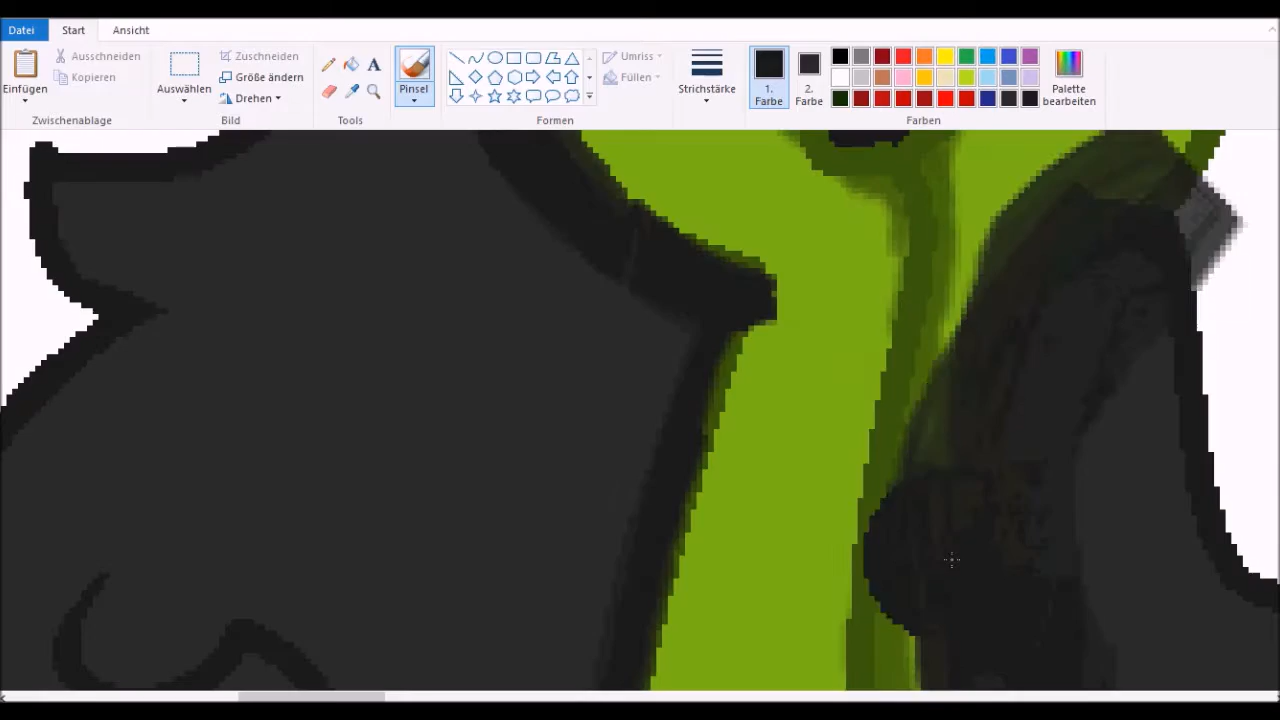 Datei Start Ansicht
Einfügen
Ausschneiden
Kopieren
Zwischenablage
Auswählen
Zuschneiden
Größe ändern
Drehen
Bild
A
Tools
Pinsel
Formen
Umriss
Füllen
Strichstärke
1.
Farbe
2.
Farbe
Farben
Palette
bearbeiten